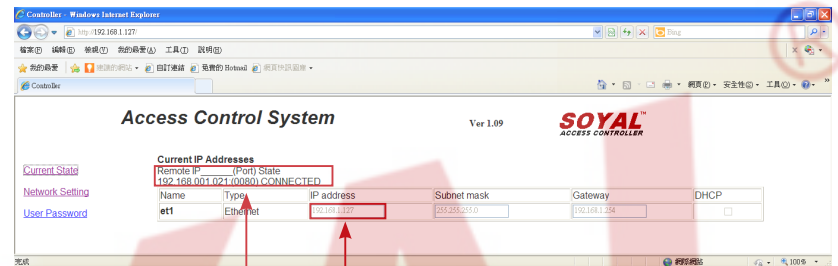 Controller - Windows Internet Explorer
http://192.168.1.127/
Bing
檔案(F) 編輯(E) 檢視(V) 我的最愛(A) 工具(T) 說明(H)
我的最愛 建議的網站 自訂連結 免費的 Hotmail 網頁快訊圖庫
Controller 網頁(P) 安全性(S) 工具(O)
Access Control System
Ver 1.09
SOYAL™
ACCESS CONTROLLER
Current State
Network Setting
User Password
Current IP Addresses
Remote IP______(Port) State
192.168.001.021:(0080) CONNECTED
Name Type IP address Subnet mask Gateway DHCP
et1 Ethernet 192.168.1.127 255.255.255.0 192.168.1.254
完成 網際網路 100%
®